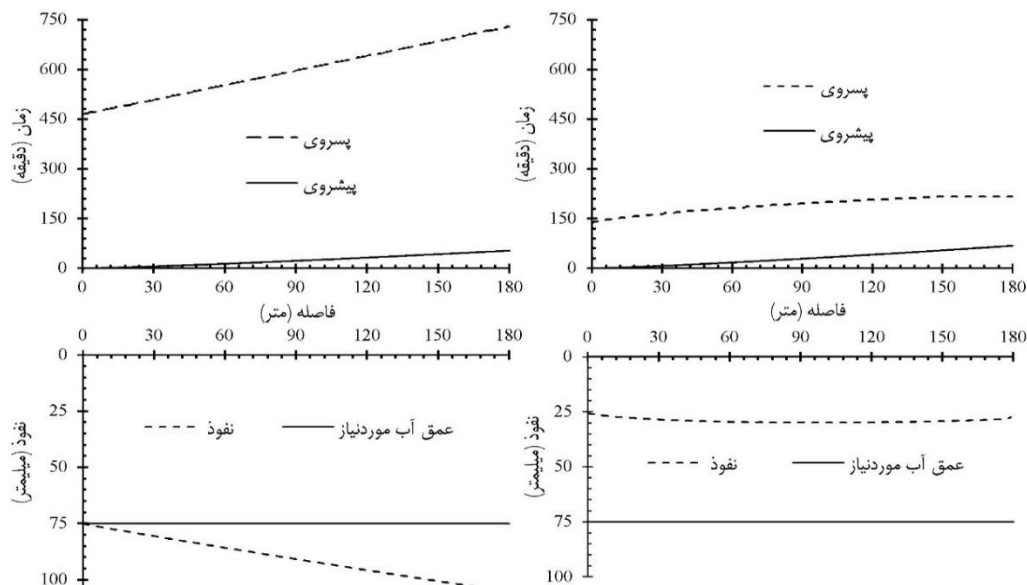 750
600
450
300
150
0
زمان (دقیقه)
پسروی
پیشروی
0 30 60 90 120 150 180
فاصله (متر)
750
600
450
300
150
0
زمان (دقیقه)
پسروی
پیشروی
0 30 60 90 120 150 180
فاصله (متر)
0 30 60 90 120 150 180
0
25
50
75
100
نفوذ (میلیمتر)
نفوذ عمق آب موردنیاز
0 30 60 90 120 150 180
0
25
50
75
100
نفوذ (میلیمتر)
نفوذ عمق آب موردنیاز